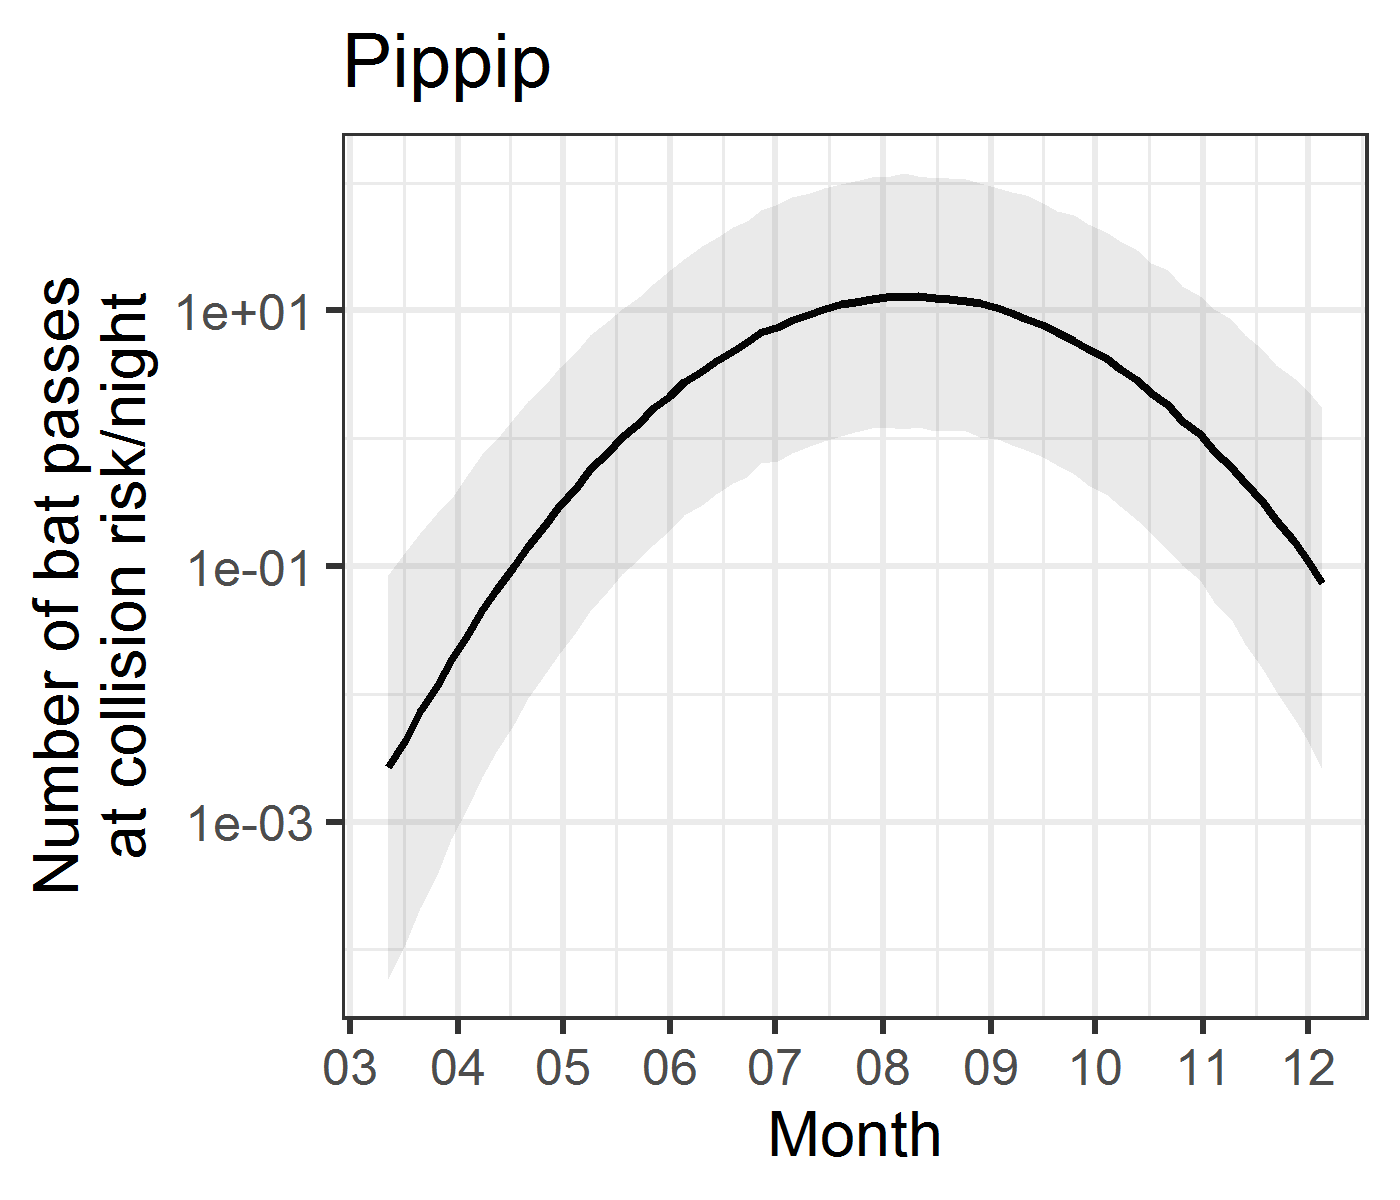 Pippip
Number of bat passes
at collision risk/night
1e+01
1e-01
1e-03
03 04 05 06 07 08 09 10 11 12
Month